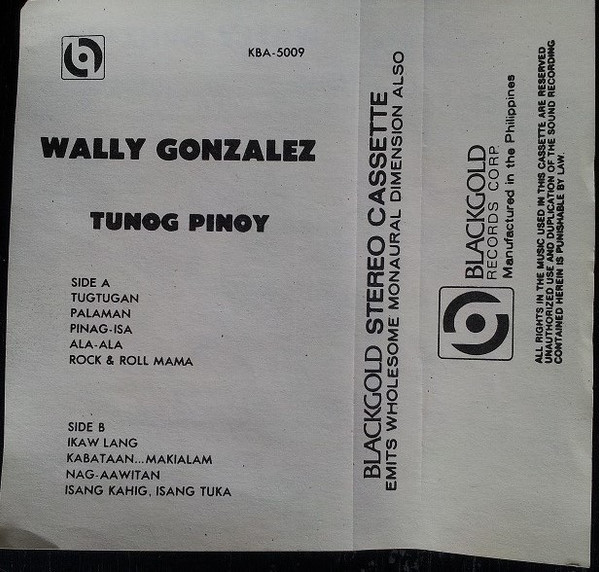 KBA-5009
WALLY GONZALEZ
TUNOG PINOY
SIDE A
TUGTUGAN
PALAMAN
PINAG-ISA
ALA-ALA
ROCK & ROLL MAMA
SIDE B
IKAW LANG
KABATAAN...MAKIALAM
NAG-AAWITAN
ISANG KAHIG, ISANG TUKA
BLACKGOLD STEREO CASSETTE
EMITS WHOLESOME MONAURAL DIMENSION ALSO
BLACKGOLD
RECORDS CORP.
Manufactured in the Philippines
ALL RIGHTS IN THE MUSIC USED IN THIS CASSETTE ARE RESERVED
UNAUTHORIZED USE AND DUPLICATION OF THE SOUND RECORDING
CONTAINED HEREIN IS PUNISHABLE BY LAW.